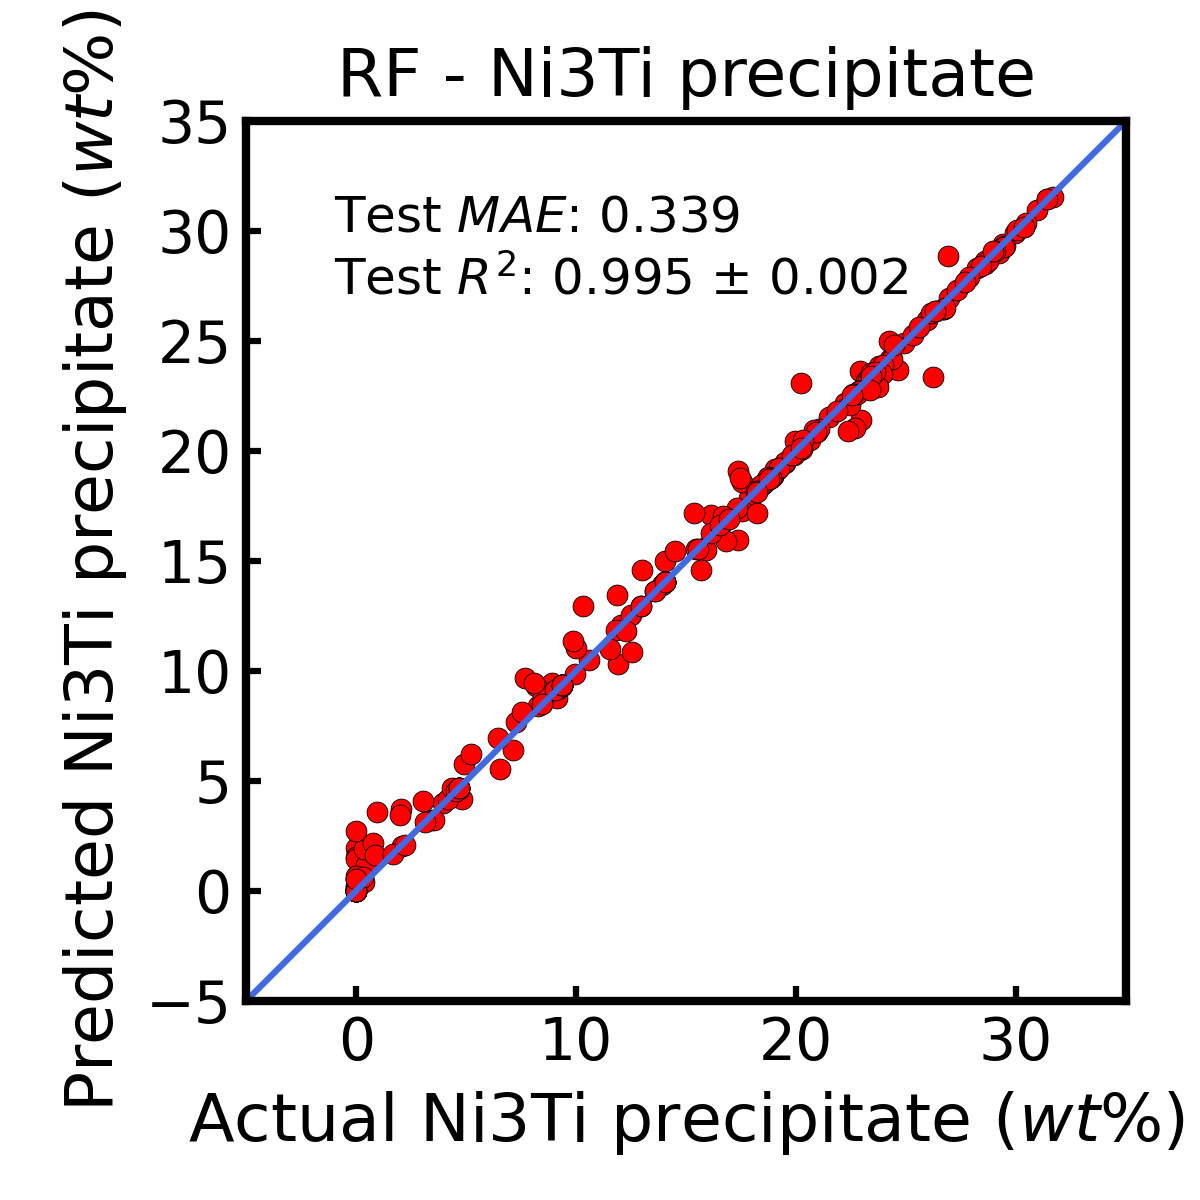 RF - Ni3Ti precipitate
Predicted Ni3Ti precipitate (wt%)
35
30
25
20
15
10
5
0
−5
Test MAE: 0.339
Test R²: 0.995 ± 0.002
0 10 20 30
Actual Ni3Ti precipitate (wt%)